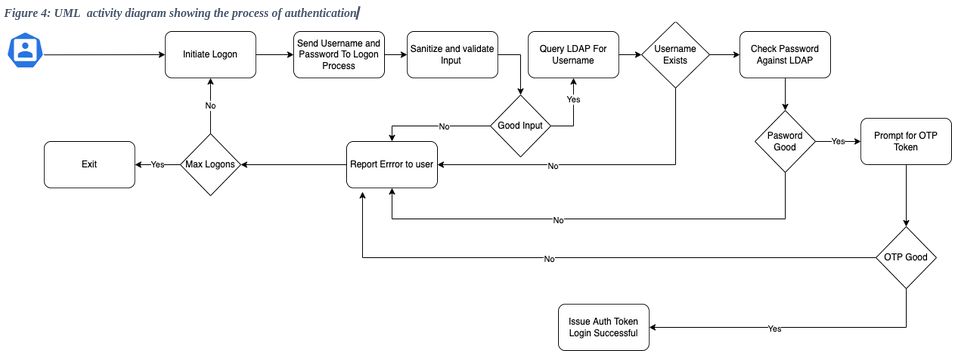 Figure 4: UML  activity diagram showing the process of authentication
Initiate Logon
Send Username and
Password To Logon
Process
Sanitize and validate
Input
Query LDAP For
Username
Username
Exists
Check Password
Against LDAP
No
Yes
Good Input
No
Exit
Yes
Max Logons
Report Errror to user
No
Pasword
Good
Yes
Prompt for OTP
Token
No
No
OTP Good
Issue Auth Token
Login Successful
Yes